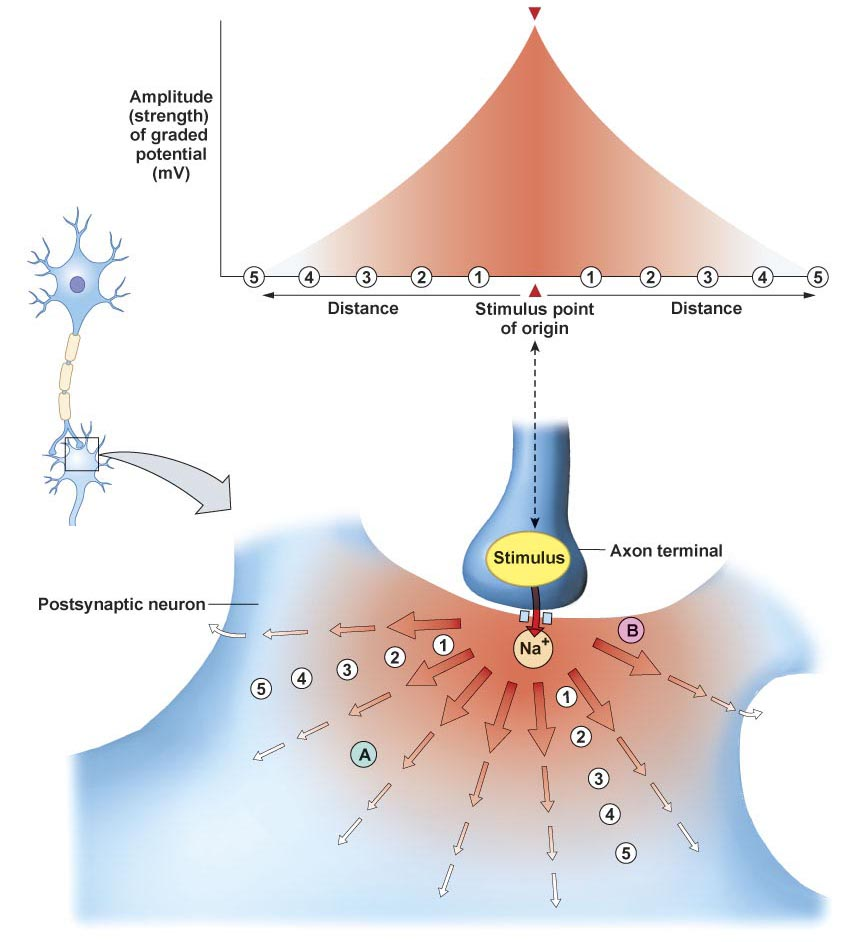 Amplitude
(strength)
of graded
potential
(mV)
5 4 3 2 1 1 2 3 4 5
Distance
Stimulus point
of origin
Distance
Stimulus
Axon terminal
Postsynaptic neuron
B
Na⁺
1
2
3
4
5
1
2
3
4
5
A